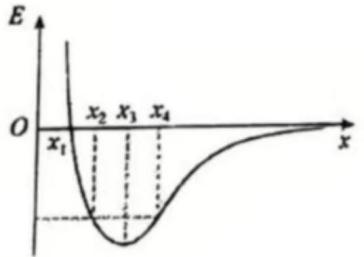 E
O
x₁ x₂ x₃ x₄ x